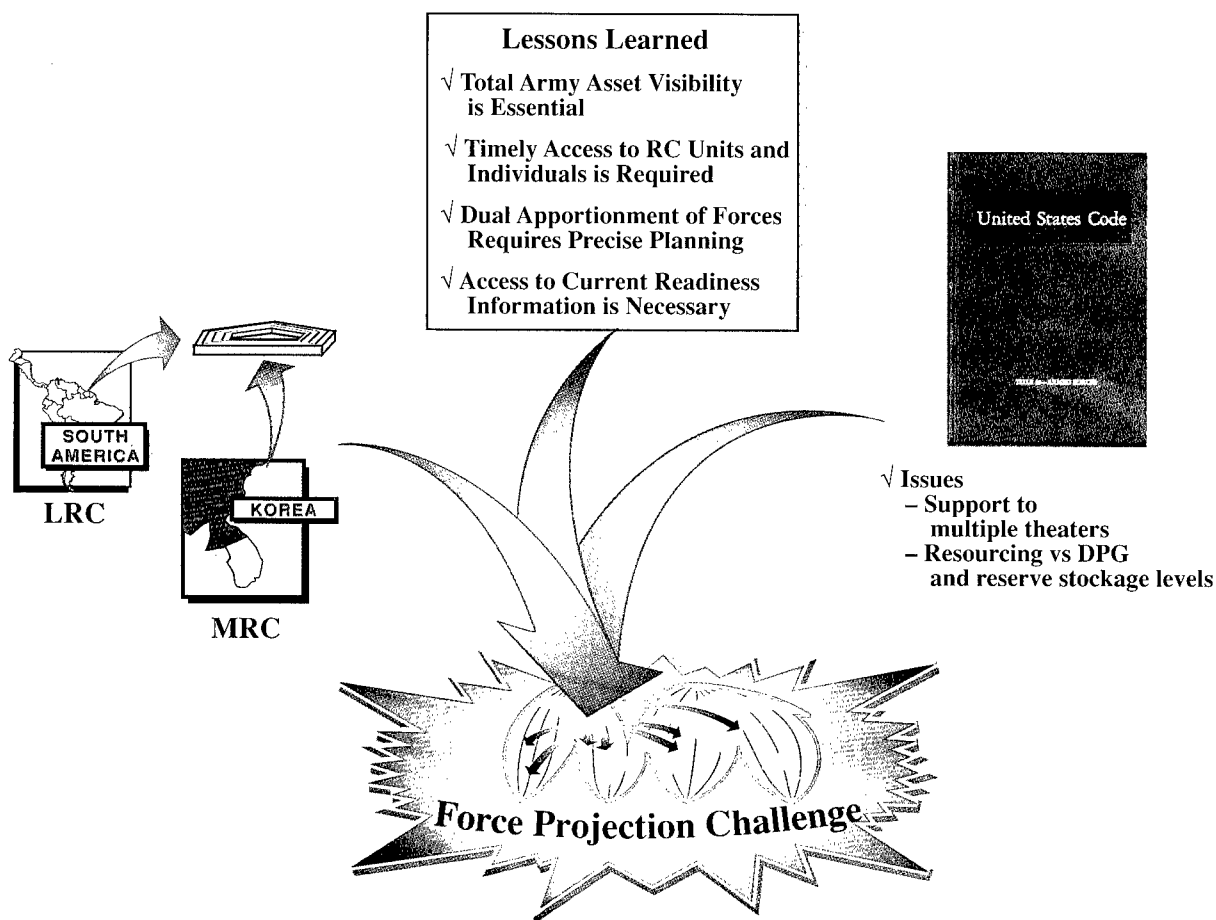 Lessons Learned
√ Total Army Asset Visibility
is Essential
√ Timely Access to RC Units and
Individuals is Required
√ Dual Apportionment of Forces
Requires Precise Planning
√ Access to Current Readiness
Information is Necessary
United States Code
SOUTH
AMERICA
LRC
KOREA
MRC
√ Issues
– Support to
multiple theaters
– Resourcing vs DPG
and reserve stockage levels
Force Projection Challenge